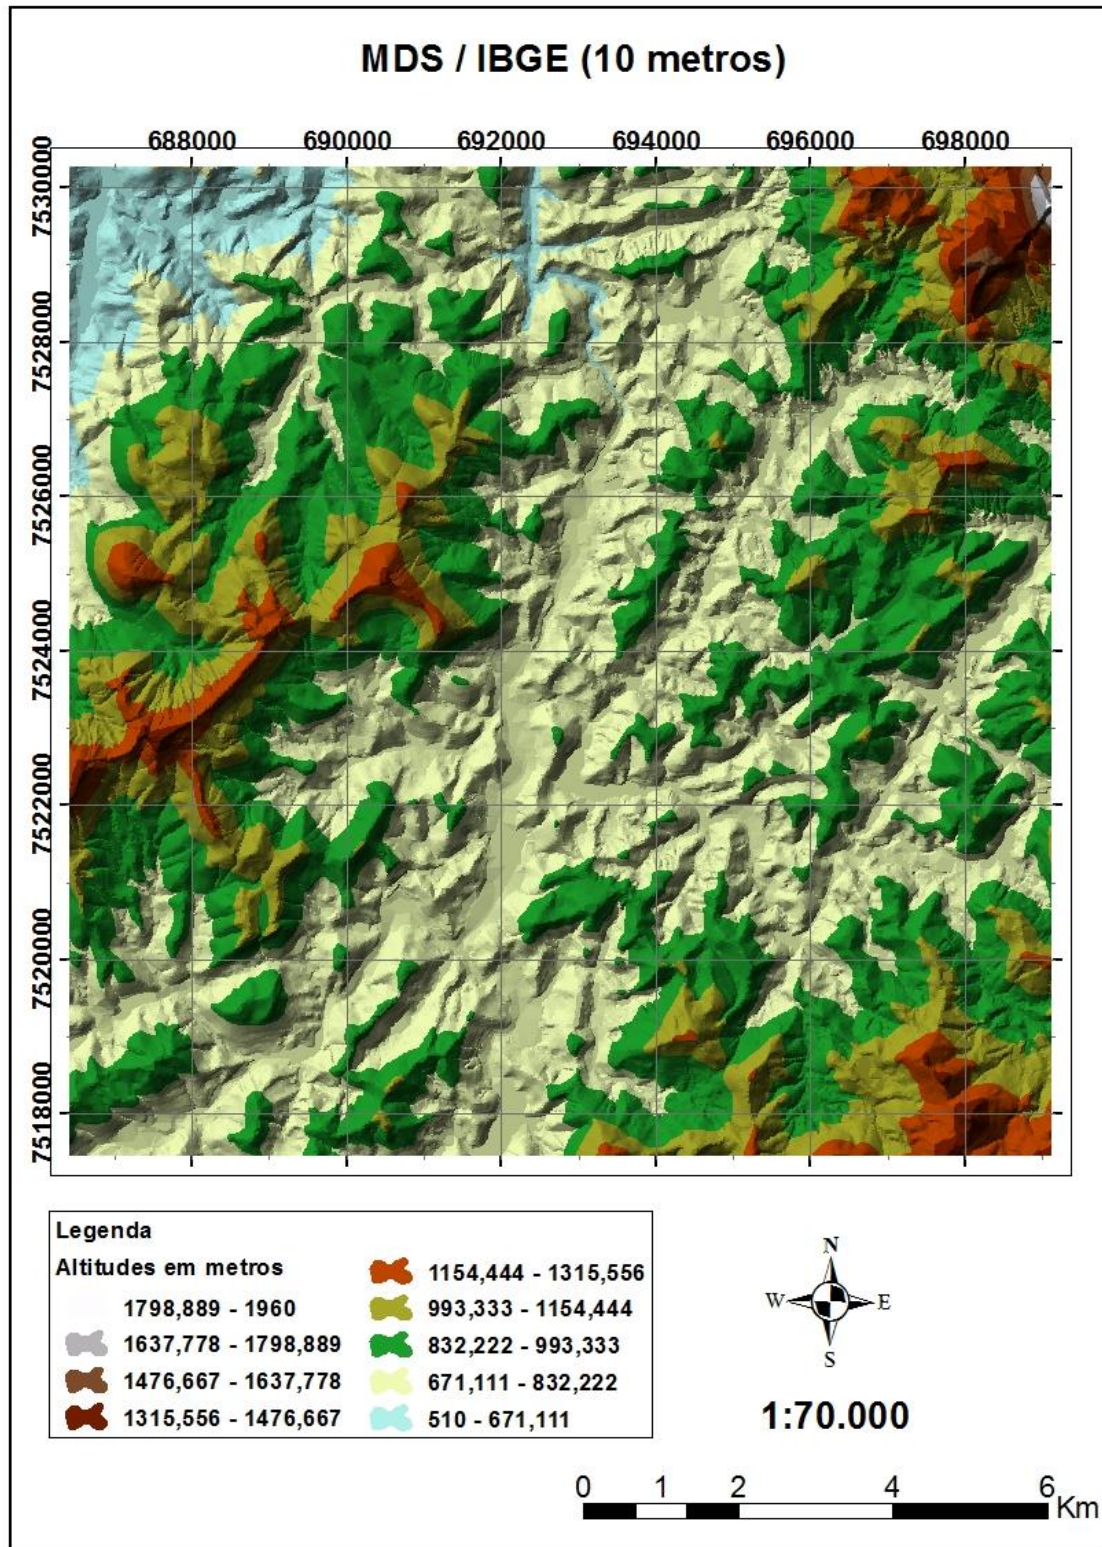 MDS / IBGE (10 metros)
688000 690000 692000 694000 696000 698000
7530000
7528000
7526000
7524000
7522000
7520000
7518000
Legenda
Altitudes em metros
1798,889 - 1960
1637,778 - 1798,889
1476,667 - 1637,778
1315,556 - 1476,667
1154,444 - 1315,556
993,333 - 1154,444
832,222 - 993,333
671,111 - 832,222
510 - 671,111
N
W E
S
1:70.000
0 1 2 4 6
Km